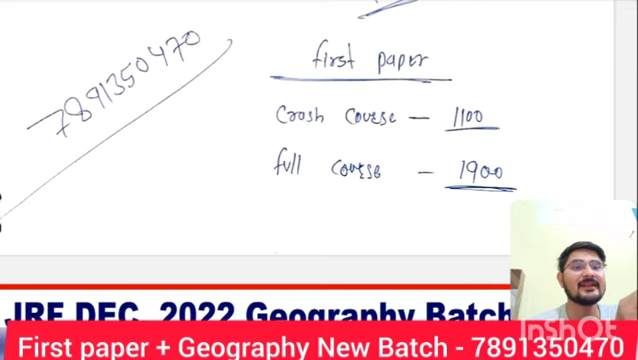 7891350470
first paper
Crash Course - 1100
full Course - 1900
JRF DEC, 2022 Geography Batch
InShOt
First paper + Geography New Batch - 7891350470